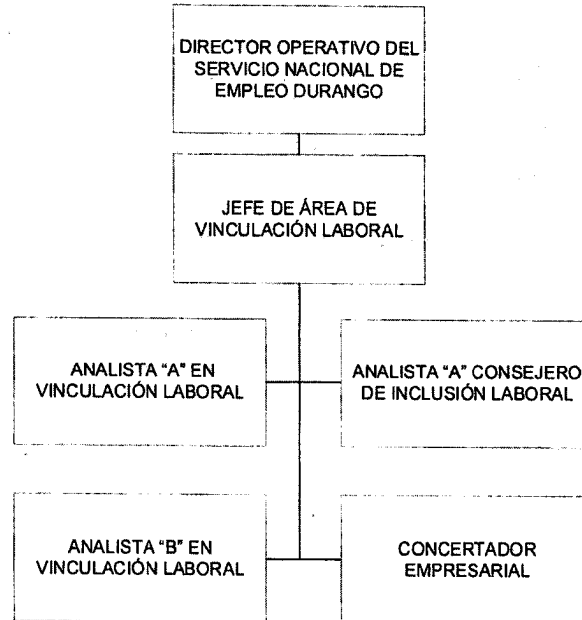 DIRECTOR OPERATIVO DEL
SERVICIO NACIONAL DE
EMPLEO DURANGO
JEFE DE ÁREA DE
VINCULACIÓN LABORAL
ANALISTA "A" EN
VINCULACIÓN LABORAL
ANALISTA "A" CONSEJERO
DE INCLUSIÓN LABORAL
ANALISTA "B" EN
VINCULACIÓN LABORAL
CONCERTADOR
EMPRESARIAL